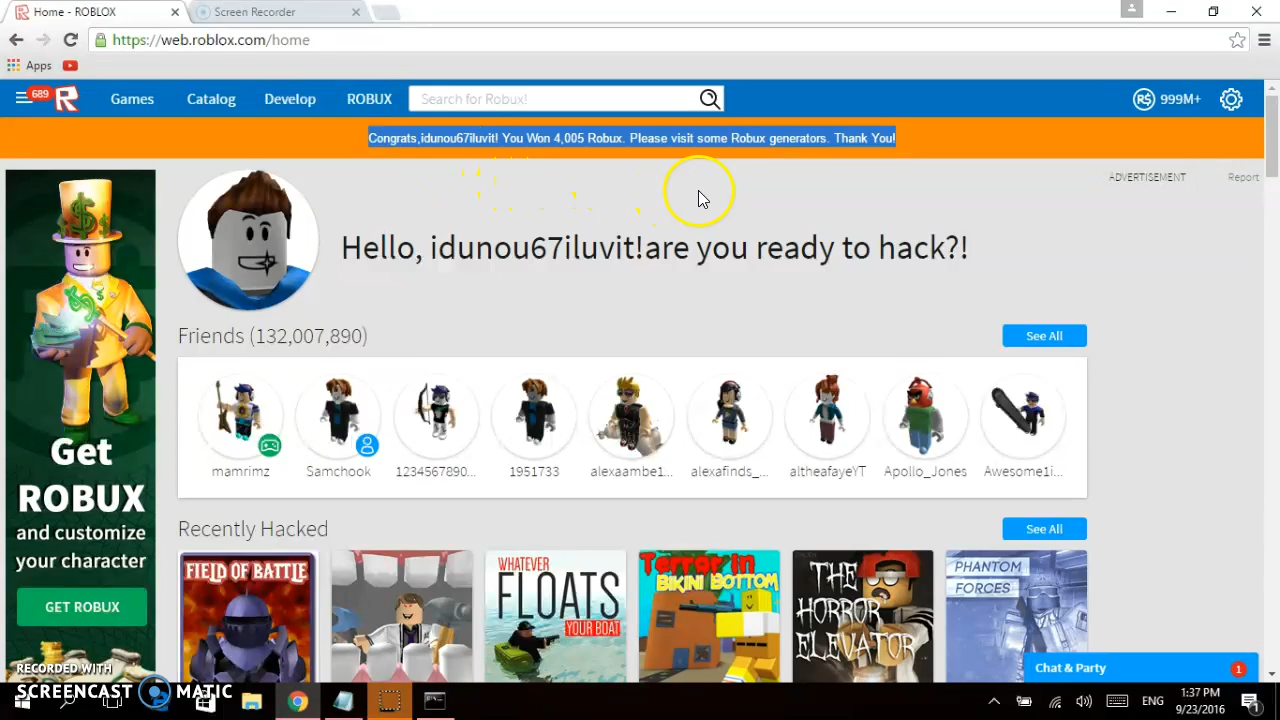 Home - ROBLOX
Screen Recorder
https://web.roblox.com/home
Apps
689
Games
Catalog
Develop
ROBUX
Search for Robux!
R$ 999M+
Congrats,idunou67iluvit! You Won 4,005 Robux. Please visit some Robux generators. Thank You!
ADVERTISEMENT
Report
Hello, idunou67iluvit!are you ready to hack?!
Friends (132,007,890)
See All
mamrimz
Samchook
1234567890...
1951733
alexaambe1...
alexafinds_...
altheafayeYT
Apollo_Jones
Awesome1i...
Get
ROBUX
and customize
your character
GET ROBUX
Recently Hacked
See All
FIELD OF BATTLE
WHATEVER
FLOATS
YOUR BOAT
Terror in
BIKINI BOTTOM
THE
HORROR
ELEVATOR
PHANTOM
FORCES
Chat & Party
1
RECORDED WITH
SCREENCAST MATIC
ENG
1:37 PM
9/23/2016
1